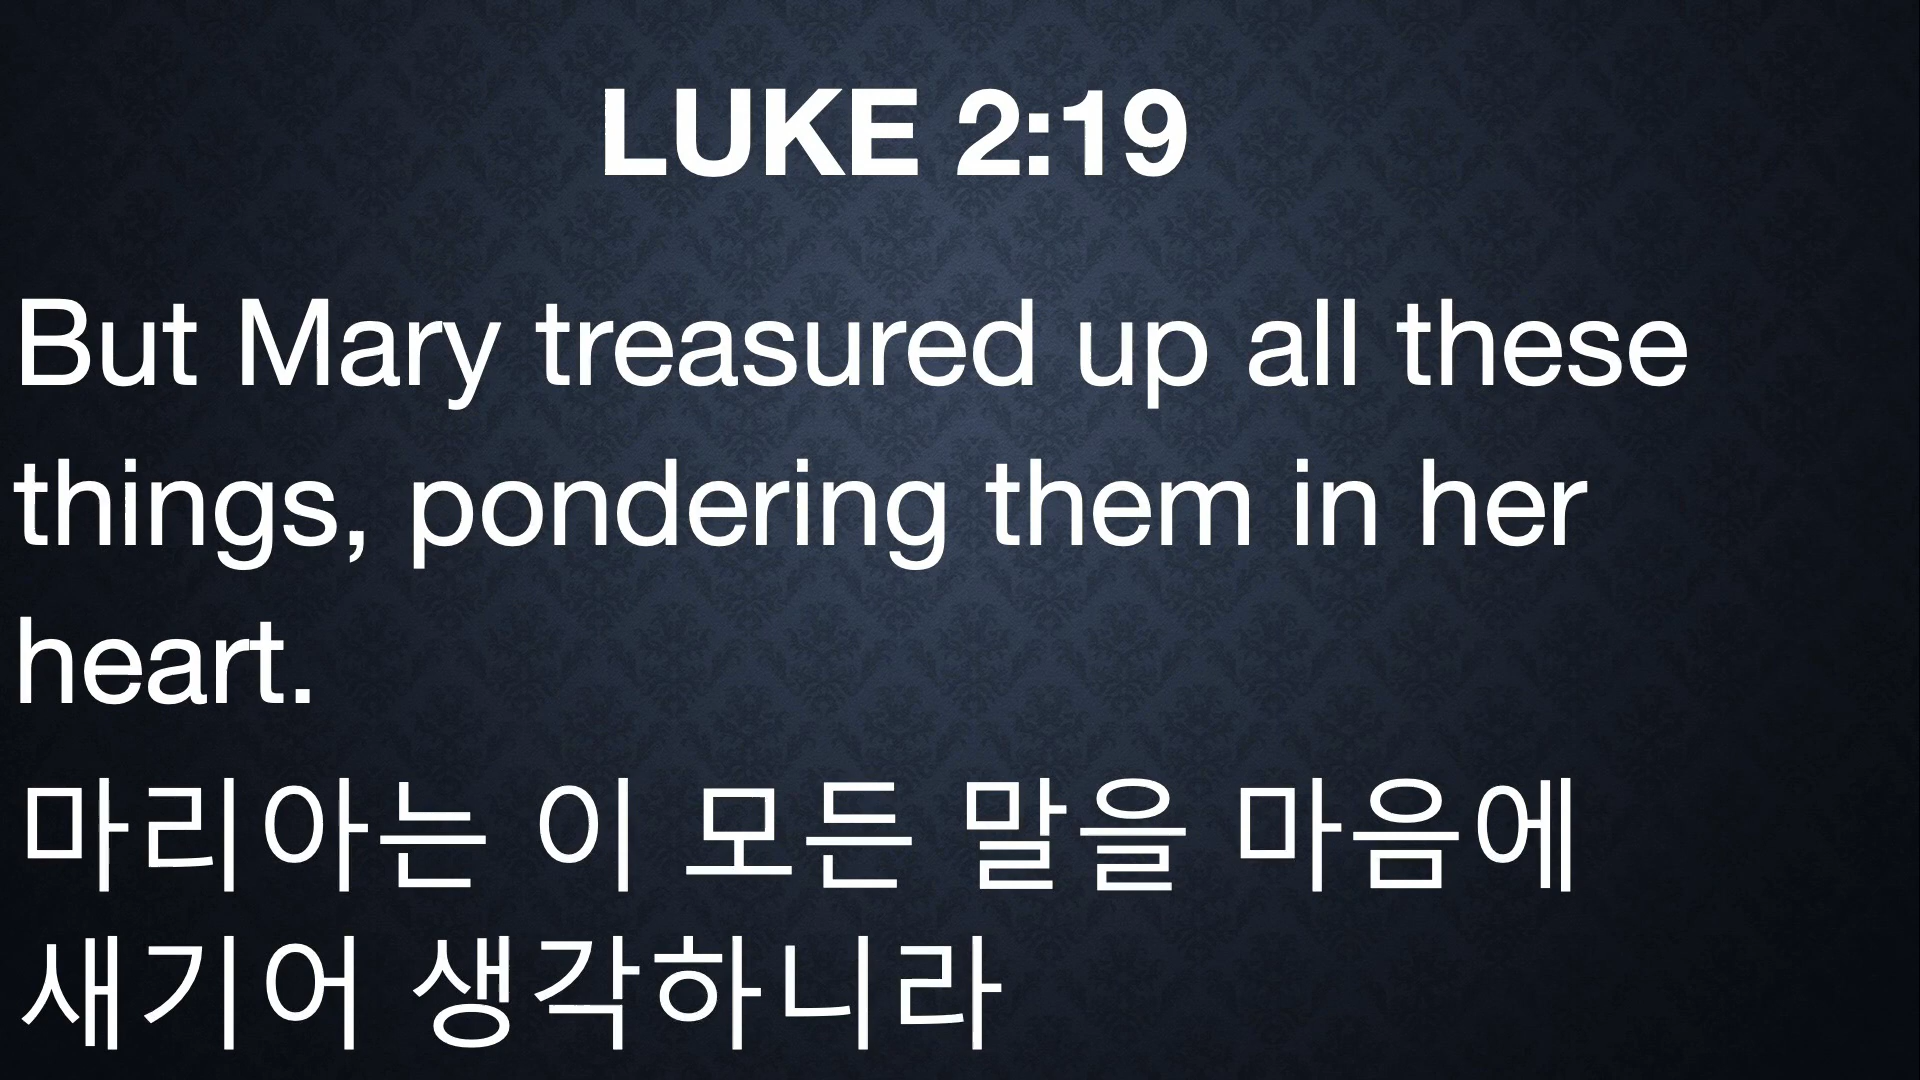 LUKE 2:19
But Mary treasured up all these
things, pondering them in her
heart.
마리아는 이 모든 말을 마음에
새기어 생각하니라